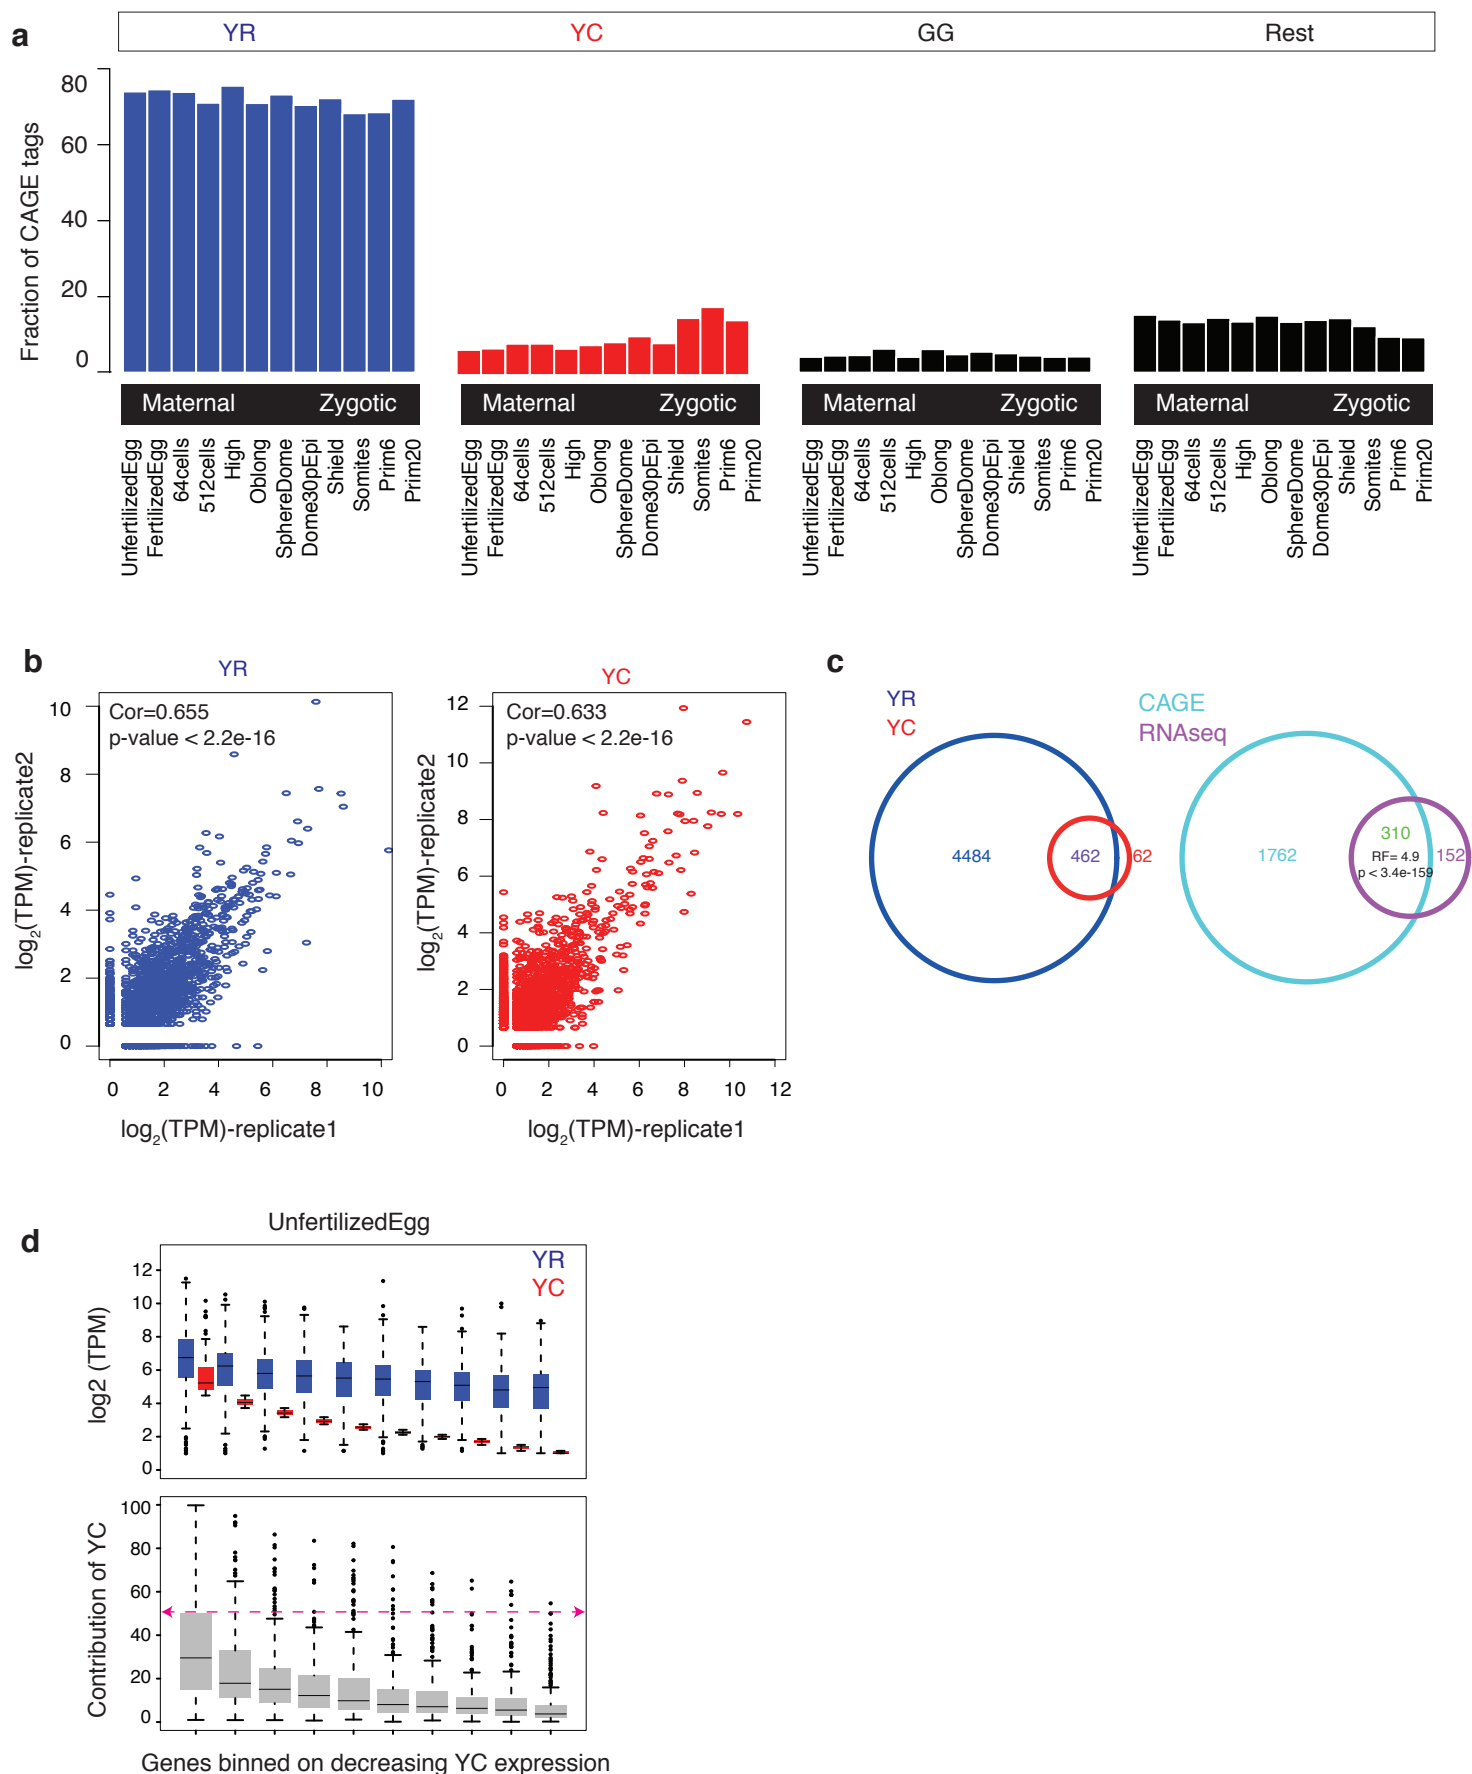 a
YR YC GG Rest
Fraction of CAGE tags
80
60
40
20
0
Maternal Zygotic Maternal Zygotic Maternal Zygotic Maternal Zygotic
UnfertilizedEgg FertilizedEgg 64cells 512cells High Oblong SphereDome Dome30pEpi Shield Somites Prim6 Prim20
UnfertilizedEgg FertilizedEgg 64cells 512cells High Oblong SphereDome Dome30pEpi Shield Somites Prim6 Prim20
UnfertilizedEgg FertilizedEgg 64cells 512cells High Oblong SphereDome Dome30pEpi Shield Somites Prim6 Prim20
UnfertilizedEgg FertilizedEgg 64cells 512cells High Oblong SphereDome Dome30pEpi Shield Somites Prim6 Prim20
b
YR
Cor=0.655
p-value < 2.2e-16
log2(TPM)-replicate2
10
8
6
4
2
0
0 2 4 6 8 10
log2(TPM)-replicate1
YC
Cor=0.633
p-value < 2.2e-16
log2(TPM)-replicate2
12
10
8
6
4
2
0
0 2 4 6 8 10 12
log2(TPM)-replicate1
c
YR
YC
4484 462 62
CAGE
RNAseq
1762
310
RF= 4.9
p < 3.4e-159
152
d
UnfertilizedEgg
YR
YC
log2 (TPM)
12
10
8
6
4
2
0
Contribution of YC
100
80
60
40
20
0
Genes binned on decreasing YC expression